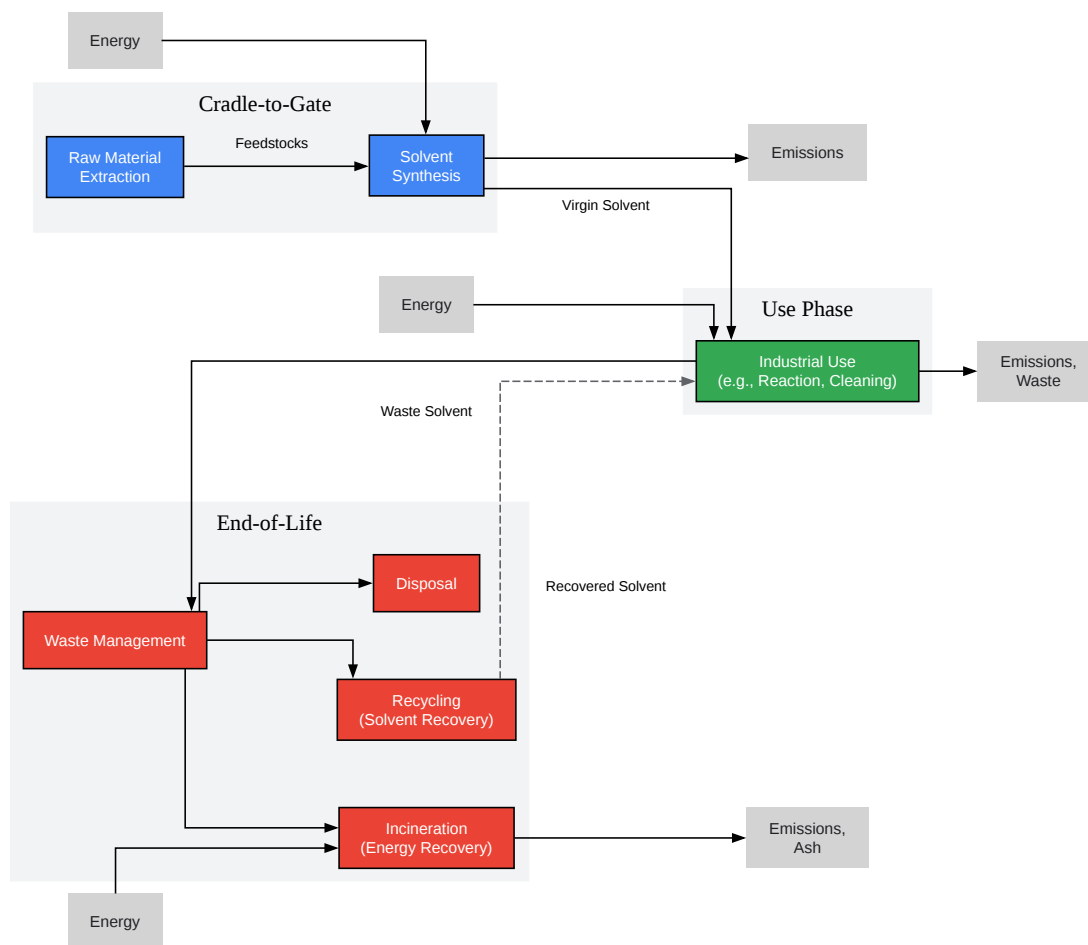 Energy
Cradle-to-Gate
Raw Material
Extraction
Feedstocks
Solvent
Synthesis
Emissions
Virgin Solvent
Energy
Use Phase
Industrial Use
(e.g., Reaction, Cleaning)
Emissions,
Waste
Waste Solvent
End-of-Life
Disposal
Recovered Solvent
Waste Management
Recycling
(Solvent Recovery)
Incineration
(Energy Recovery)
Emissions,
Ash
Energy